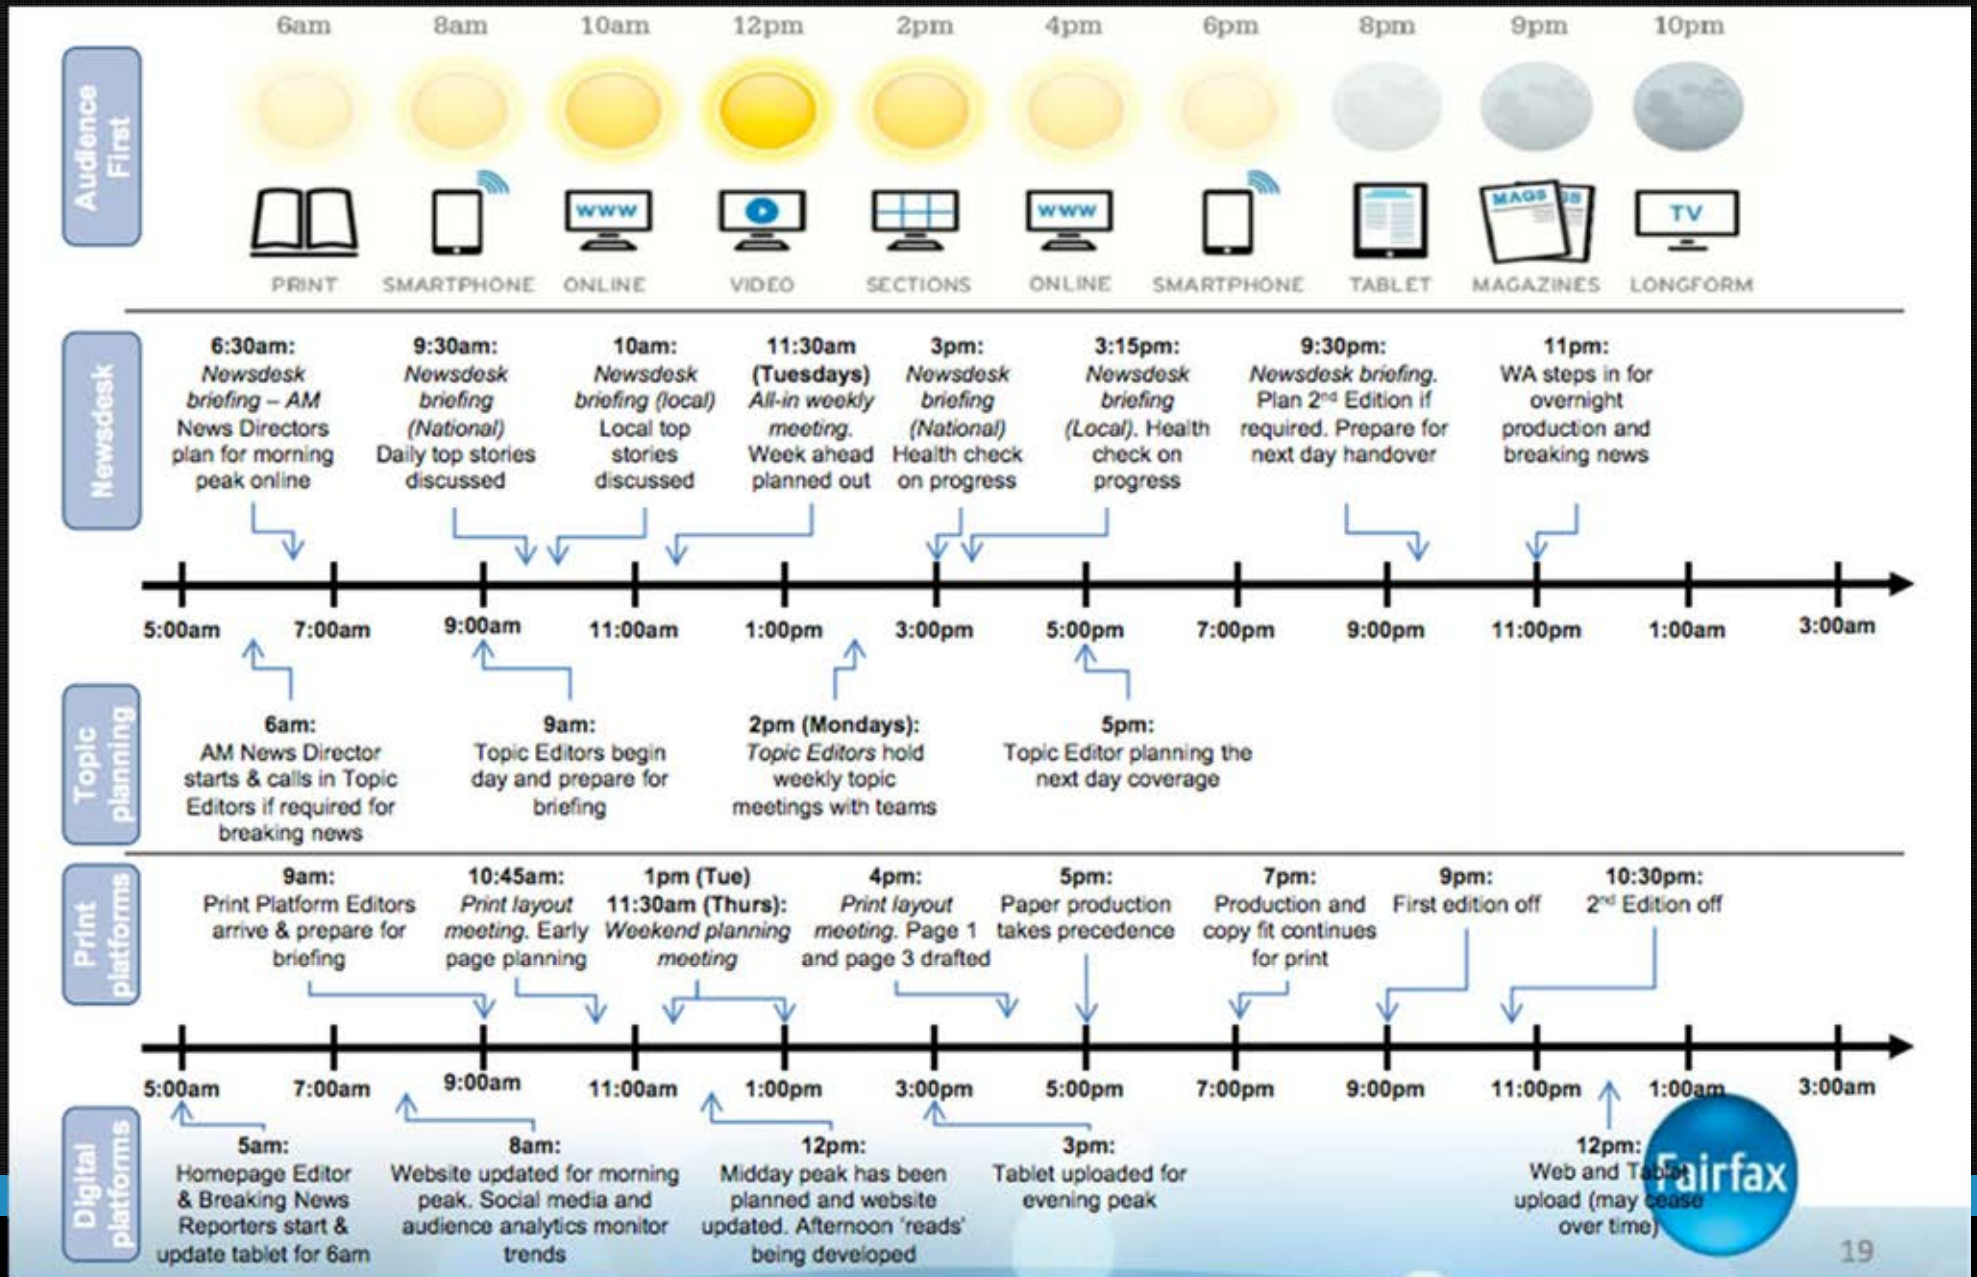 6am 8am 10am 12pm 2pm 4pm 6pm 8pm 9pm 10pm
Audience
First
WWW
WWW
MAGS
GS
TV
PRINT SMARTPHONE ONLINE VIDEO SECTIONS ONLINE SMARTPHONE TABLET MAGAZINES LONGFORM
Newsdesk
6:30am:
Newsdesk
briefing – AM
News Directors
plan for morning
peak online
9:30am:
Newsdesk
briefing
(National)
Daily top stories
discussed
10am:
Newsdesk
briefing (local)
Local top
stories
discussed
11:30am
(Tuesdays)
All-in weekly
meeting.
Week ahead
planned out
3pm:
Newsdesk
briefing
(National)
Health check
on progress
3:15pm:
Newsdesk
briefing
(Local). Health
check on
progress
9:30pm:
Newsdesk briefing.
Plan 2nd Edition if
required. Prepare for
next day handover
11pm:
WA steps in for
overnight
production and
breaking news
5:00am 7:00am 9:00am 11:00am 1:00pm 3:00pm 5:00pm 7:00pm 9:00pm 11:00pm 1:00am 3:00am
Topic
planning
6am:
AM News Director
starts & calls in Topic
Editors if required for
breaking news
9am:
Topic Editors begin
day and prepare for
briefing
2pm (Mondays):
Topic Editors hold
weekly topic
meetings with teams
5pm:
Topic Editor planning the
next day coverage
Print
platforms
9am:
Print Platform Editors
arrive & prepare for
briefing
10:45am:
Print layout
meeting. Early
page planning
1pm (Tue)
11:30am (Thurs):
Weekend planning
meeting
4pm:
Print layout
meeting. Page 1
and page 3 drafted
5pm:
Paper production
takes precedence
7pm:
Production and
copy fit continues
for print
9pm:
First edition off
10:30pm:
2nd Edition off
5:00am 7:00am 9:00am 11:00am 1:00pm 3:00pm 5:00pm 7:00pm 9:00pm 11:00pm 1:00am 3:00am
Digital
platforms
5am:
Homepage Editor
& Breaking News
Reporters start &
update tablet for 6am
8am:
Website updated for morning
peak. Social media and
audience analytics monitor
trends
12pm:
Midday peak has been
planned and website
updated. Afternoon 'reads'
being developed
3pm:
Tablet uploaded for
evening peak
12pm:
Web and Tablet
upload (may cease
over time)
Fairfax
19